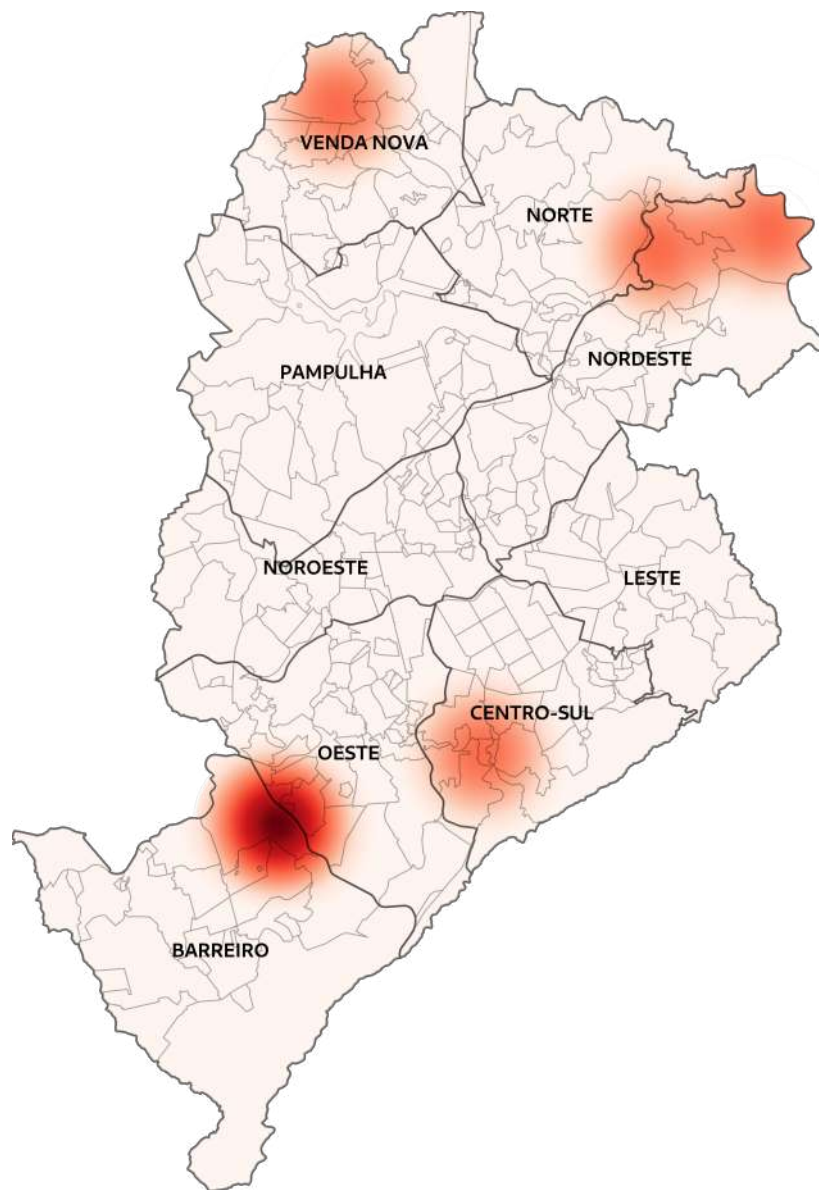 VENDA NOVA
NORTE
NORDESTE
PAMPULHA
NOROESTE
LESTE
CENTRO-SUL
OESTE
BARREIRO